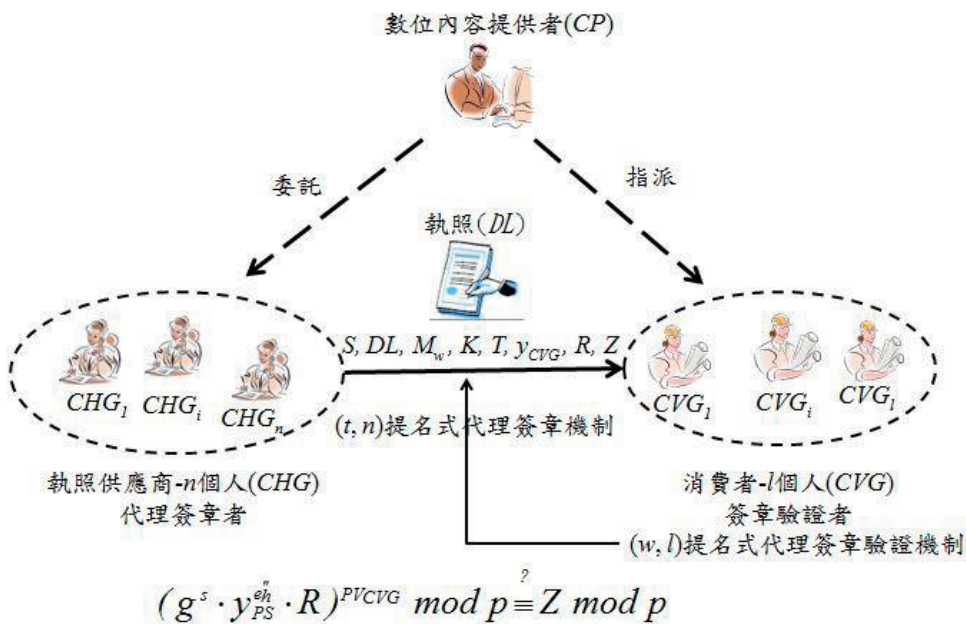 數位內容提供者(CP)
委託
指派
執照(DL)
S, DL, M_w, K, T, y_CVG, R, Z
CHG_1 CHG_i CHG_n
CVG_1 CVG_i CVG_l
(t, n)提名式代理簽章機制
執照供應商-n個人(CHG)
代理簽章者
消費者-l個人(CVG)
簽章驗證者
(w, l)提名式代理簽章驗證機制
(g^s · y_PS^eh″ · R)^PVCVG mod p ≡? Z mod p